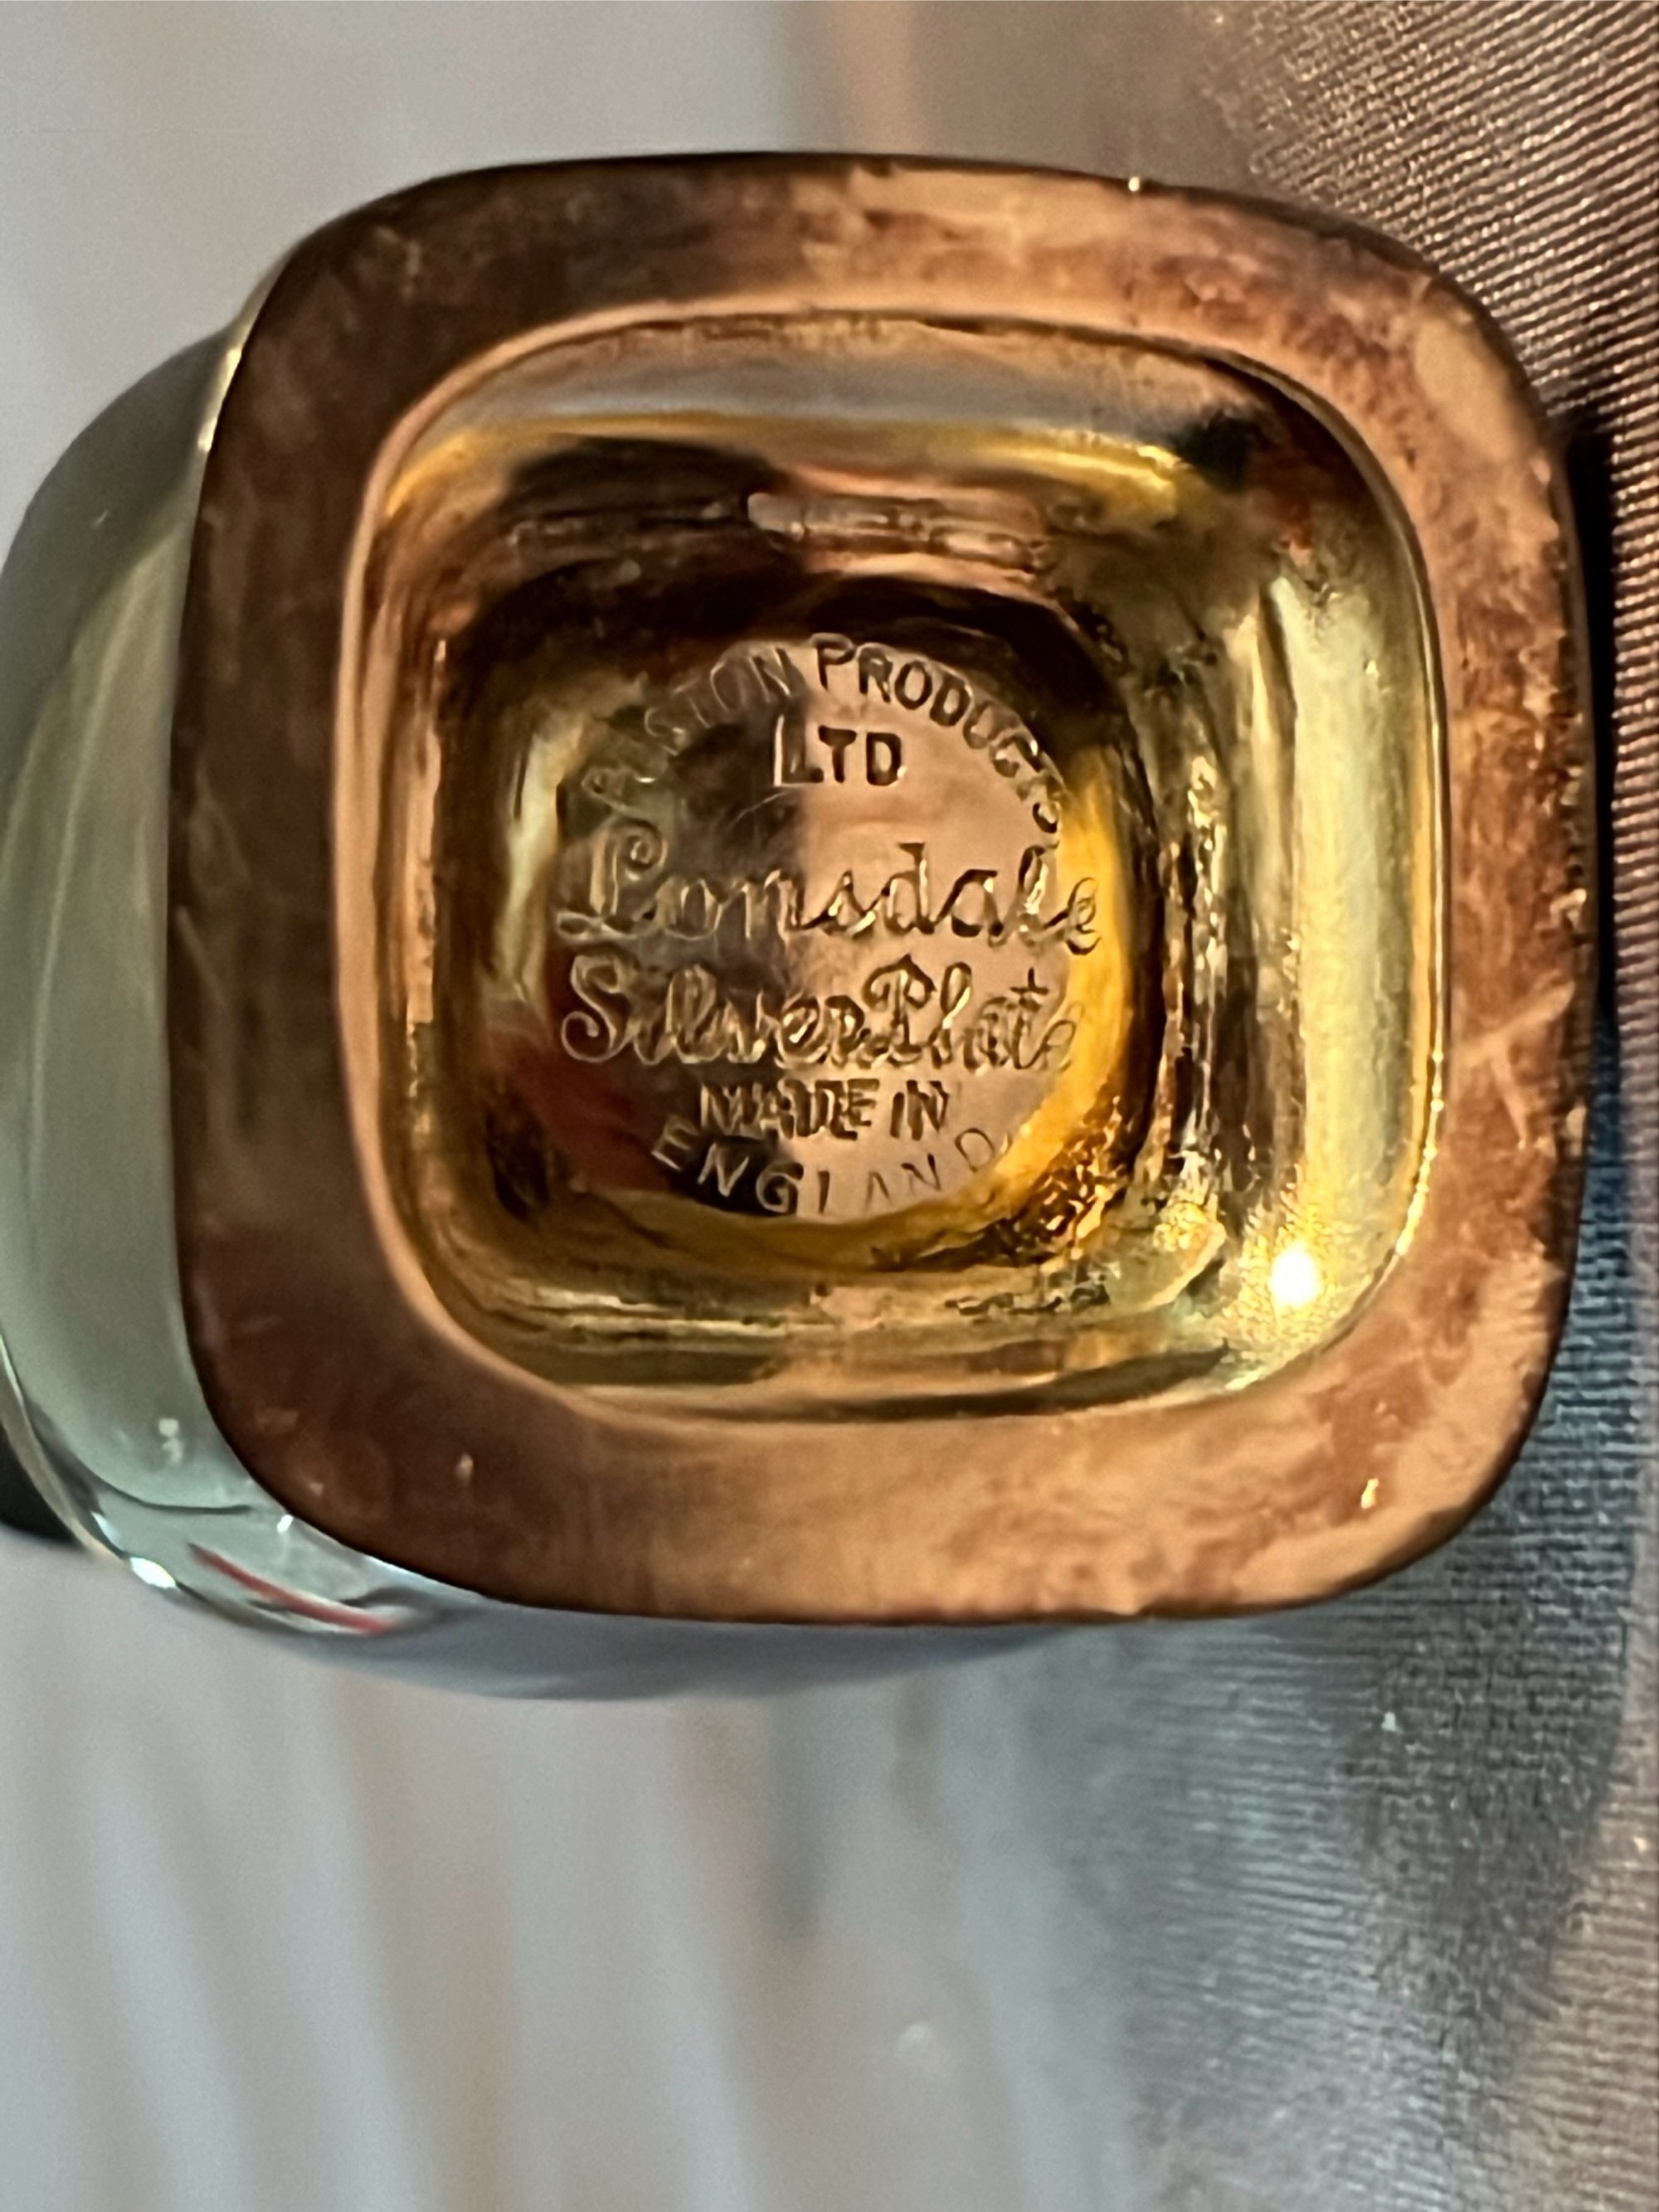 PRODUCTS
LTD
Lonsdale
Silver Plate
MADE IN
ENGLAND